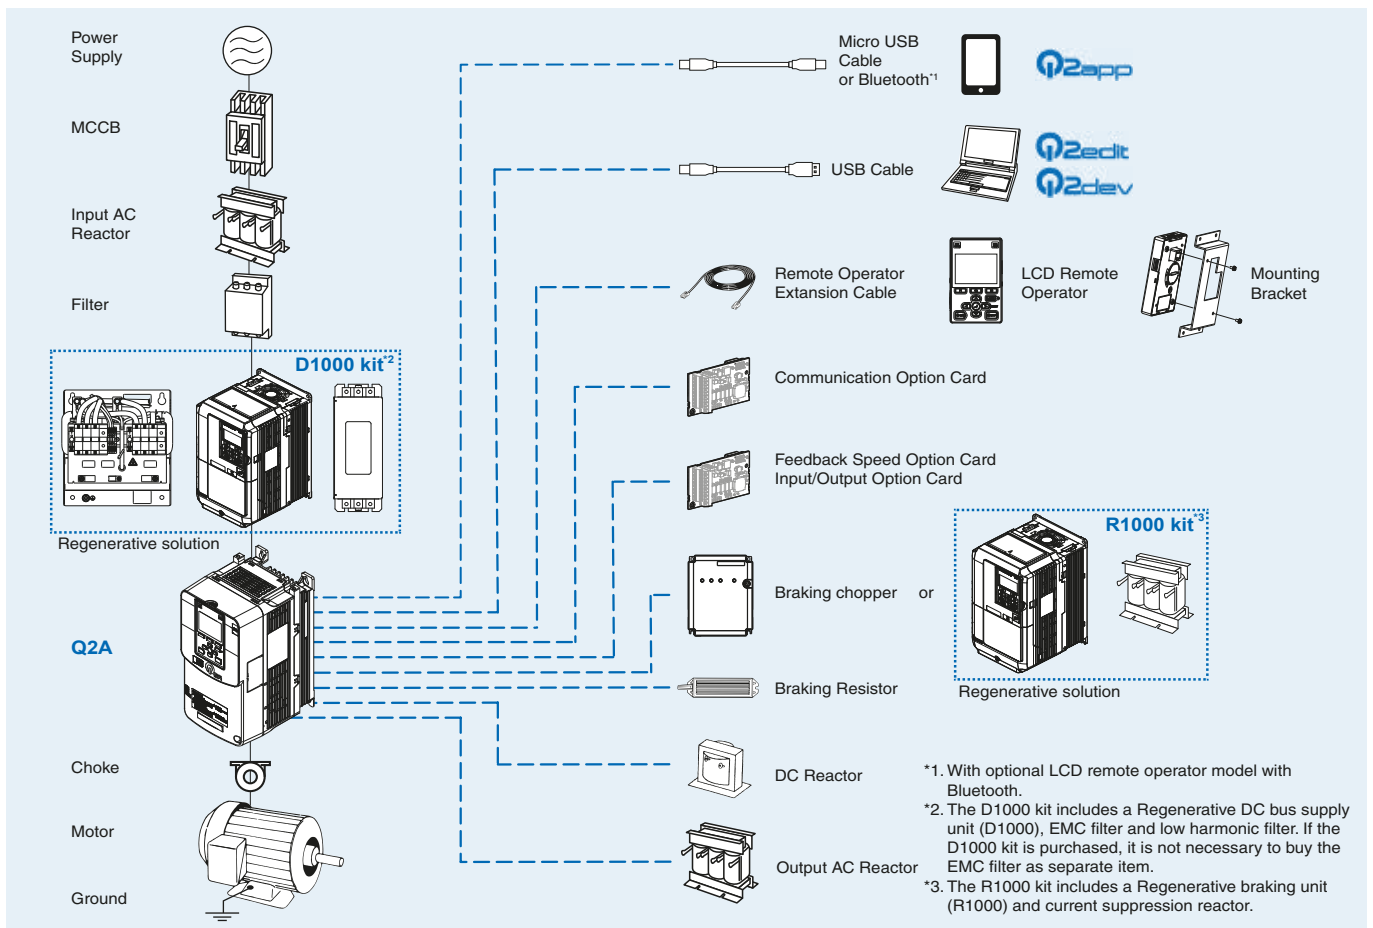 Power
Supply
MCCB
Input AC
Reactor
Filter
D1000 kit*2
Regenerative solution
Q2A
Choke
Motor
Ground
Micro USB
Cable
or Bluetooth*1
Q2app
USB Cable
Q2edit
Q2dev
Remote Operator
Extansion Cable
LCD Remote
Operator
Mounting
Bracket
Communication Option Card
Feedback Speed Option Card
Input/Output Option Card
Braking chopper or
R1000 kit*3
Regenerative solution
Braking Resistor
DC Reactor
Output AC Reactor
*1. With optional LCD remote operator model with
Bluetooth.
*2. The D1000 kit includes a Regenerative DC bus supply
unit (D1000), EMC filter and low harmonic filter. If the
D1000 kit is purchased, it is not necessary to buy the
EMC filter as separate item.
*3. The R1000 kit includes a Regenerative braking unit
(R1000) and current suppression reactor.